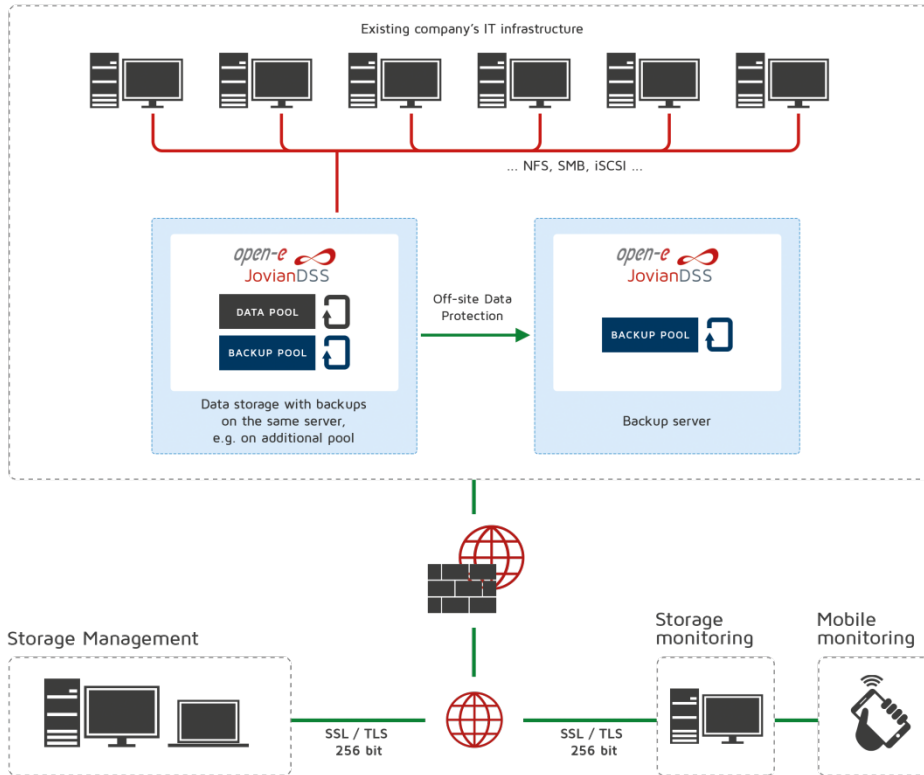 Existing company's IT infrastructure
... NFS, SMB, iSCSI ...
open-e
JovianDSS
DATA POOL
BACKUP POOL
Data storage with backups
on the same server,
e.g. on additional pool
Off-site Data
Protection
open-e
JovianDSS
BACKUP POOL
Backup server
Storage Management
SSL / TLS
256 bit
SSL / TLS
256 bit
Storage
monitoring
Mobile
monitoring